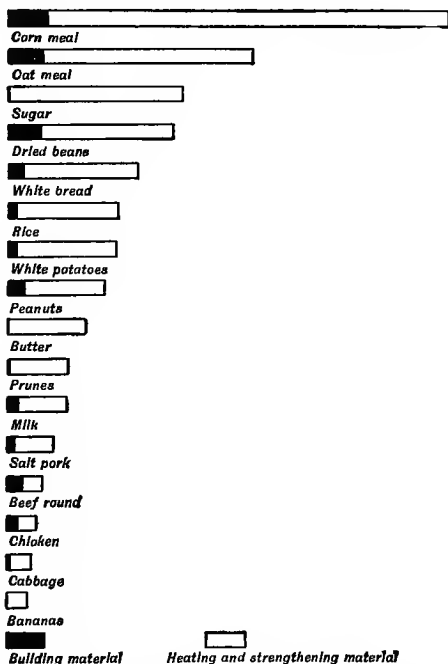 Corn meal
Oat meal
Sugar
Dried beans
White bread
Rice
White potatoes
Peanuts
Butter
Prunes
Milk
Salt pork
Beef round
Chicken
Cabbage
Bananas
Building material Heating and strengthening material